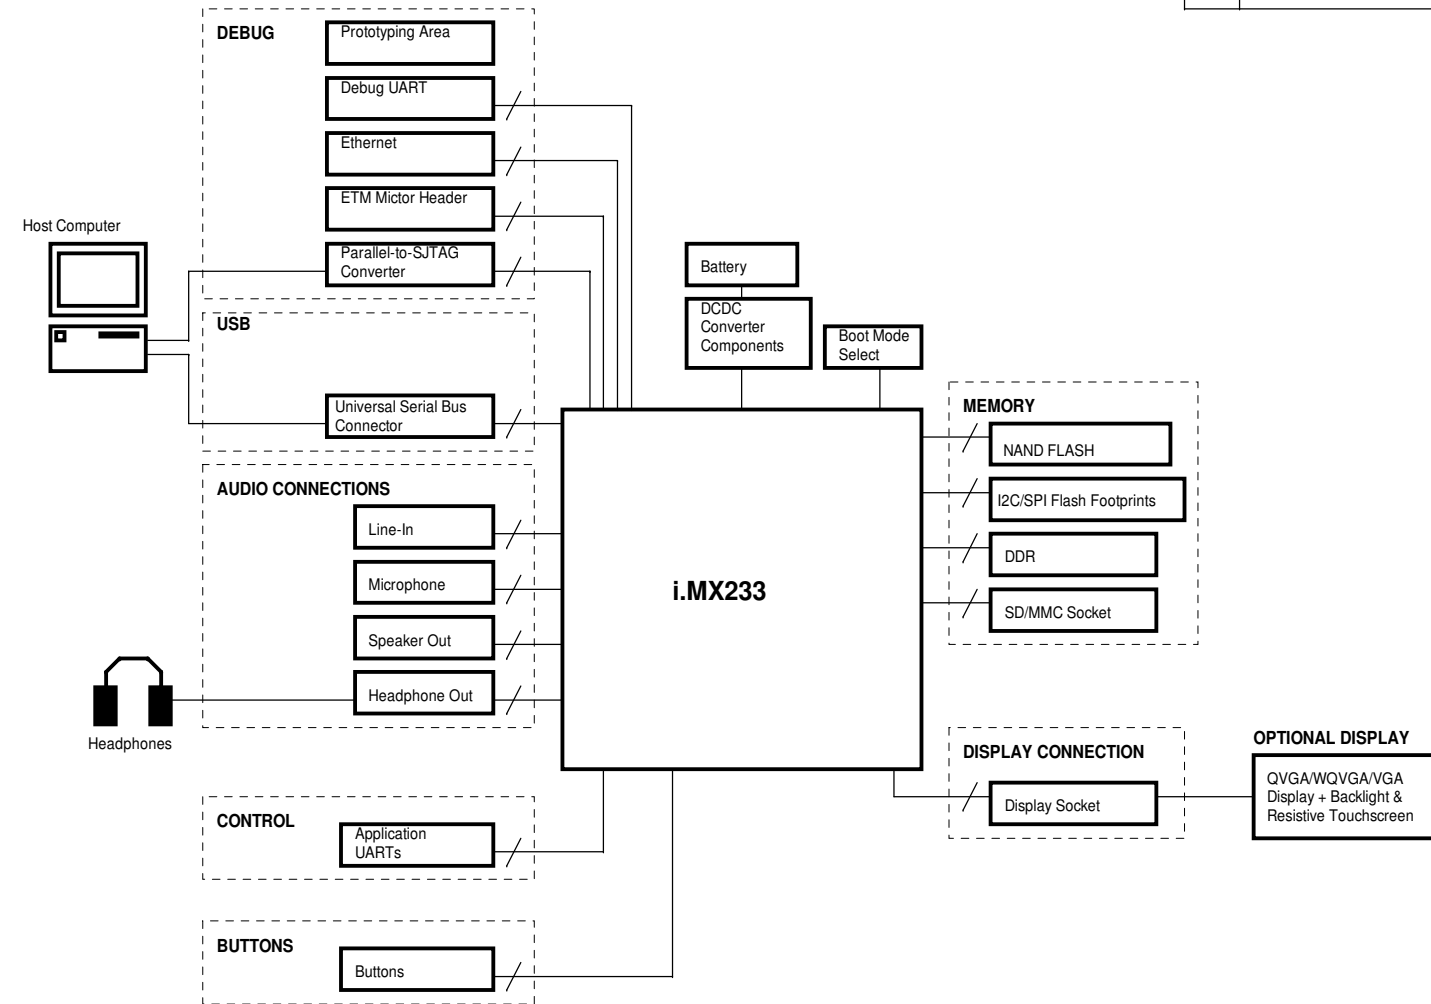 DEBUG
Prototyping Area
Debug UART
Ethernet
ETM Mictor Header
Parallel-to-SJTAG
Converter
Host Computer
USB
Universal Serial Bus
Connector
AUDIO CONNECTIONS
Line-In
Microphone
Speaker Out
Headphone Out
Headphones
CONTROL
Application
UARTs
BUTTONS
Buttons
Battery
DCDC
Converter
Components
Boot Mode
Select
i.MX233
MEMORY
NAND FLASH
I2C/SPI Flash Footprints
DDR
SD/MMC Socket
DISPLAY CONNECTION
Display Socket
OPTIONAL DISPLAY
QVGA/WQVGA/VGA
Display + Backlight &
Resistive Touchscreen